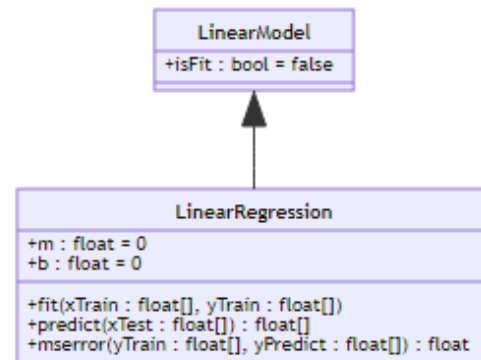 LinearModel
+isFit : bool = false
LinearRegression
+m : float = 0
+b : float = 0
+fit(xTrain : float[], yTrain : float[])
+predict(xTest : float[]) : float[]
+mserror(yTrain : float[], yPredict : float[]) : float